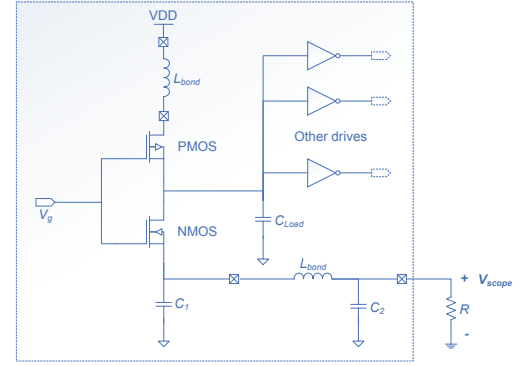 VDD
L_bond
PMOS
Other drives
V_g
NMOS
C_Load
L_bond
+ V_scope
C_1
C_2
R
-